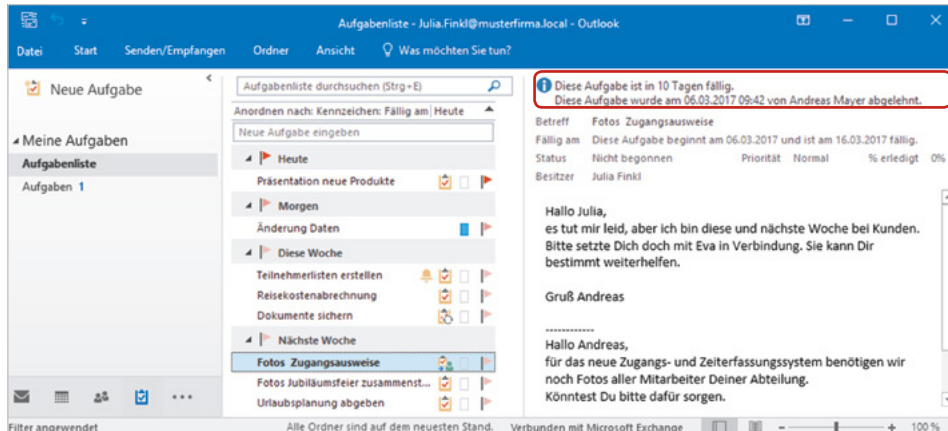 Aufgabenliste - Julia.Finkl@musterfirma.local - Outlook
Datei Start Senden/Empfangen Ordner Ansicht Was möchten Sie tun?
Neue Aufgabe
Meine Aufgaben
Aufgabenliste
Aufgaben 1
Aufgabenliste durchsuchen (Strg+E)
Anordnen nach: Kennzeichen: Fällig am Heute
Neue Aufgabe eingeben
Heute
Präsentation neue Produkte
Morgen
Änderung Daten
Diese Woche
Teilnehmerlisten erstellen
Reisekostenabrechnung
Dokumente sichern
Nächste Woche
Fotos Zugangsausweise
Fotos Jubiläumsfeier zusammenst...
Urlaubsplanung abgeben
Diese Aufgabe ist in 10 Tagen fällig.
Diese Aufgabe wurde am 06.03.2017 09:42 von Andreas Mayer abgelehnt.
Betreff Fotos Zugangsausweise
Fällig am Diese Aufgabe beginnt am 06.03.2017 und ist am 16.03.2017 fällig.
Status Nicht begonnen Priorität Normal % erledigt 0%
Besitzer Julia Finkl
Hallo Julia,
es tut mir leid, aber ich bin diese und nächste Woche bei Kunden.
Bitte setzte Dich doch mit Eva in Verbindung. Sie kann Dir
bestimmt weiterhelfen.
Gruß Andreas
------------
Hallo Andreas,
für das neue Zugangs- und Zeiterfassungssystem benötigen wir
noch Fotos aller Mitarbeiter Deiner Abteilung.
Könntest Du bitte dafür sorgen.
Filter angewendet Alle Ordner sind auf dem neuesten Stand. Verbunden mit Microsoft Exchange 100 %